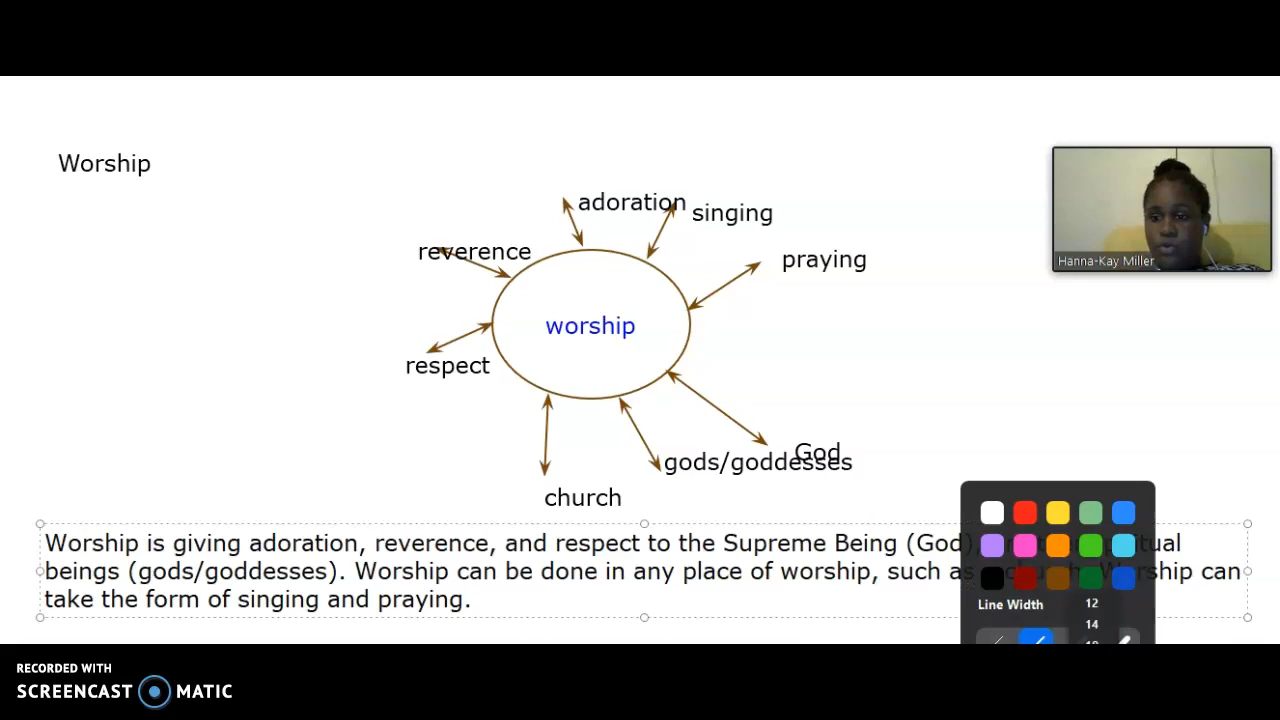 Worship
adoration
singing
reverence
praying
worship
respect
God
gods/goddesses
church
Hanna-Kay Miller
Worship is giving adoration, reverence, and respect to the Supreme Being (God),
beings (gods/goddesses). Worship can be done in any place of worship, such as can
take the form of singing and praying.
Line Width
12
14
RECORDED WITH
SCREENCAST MATIC